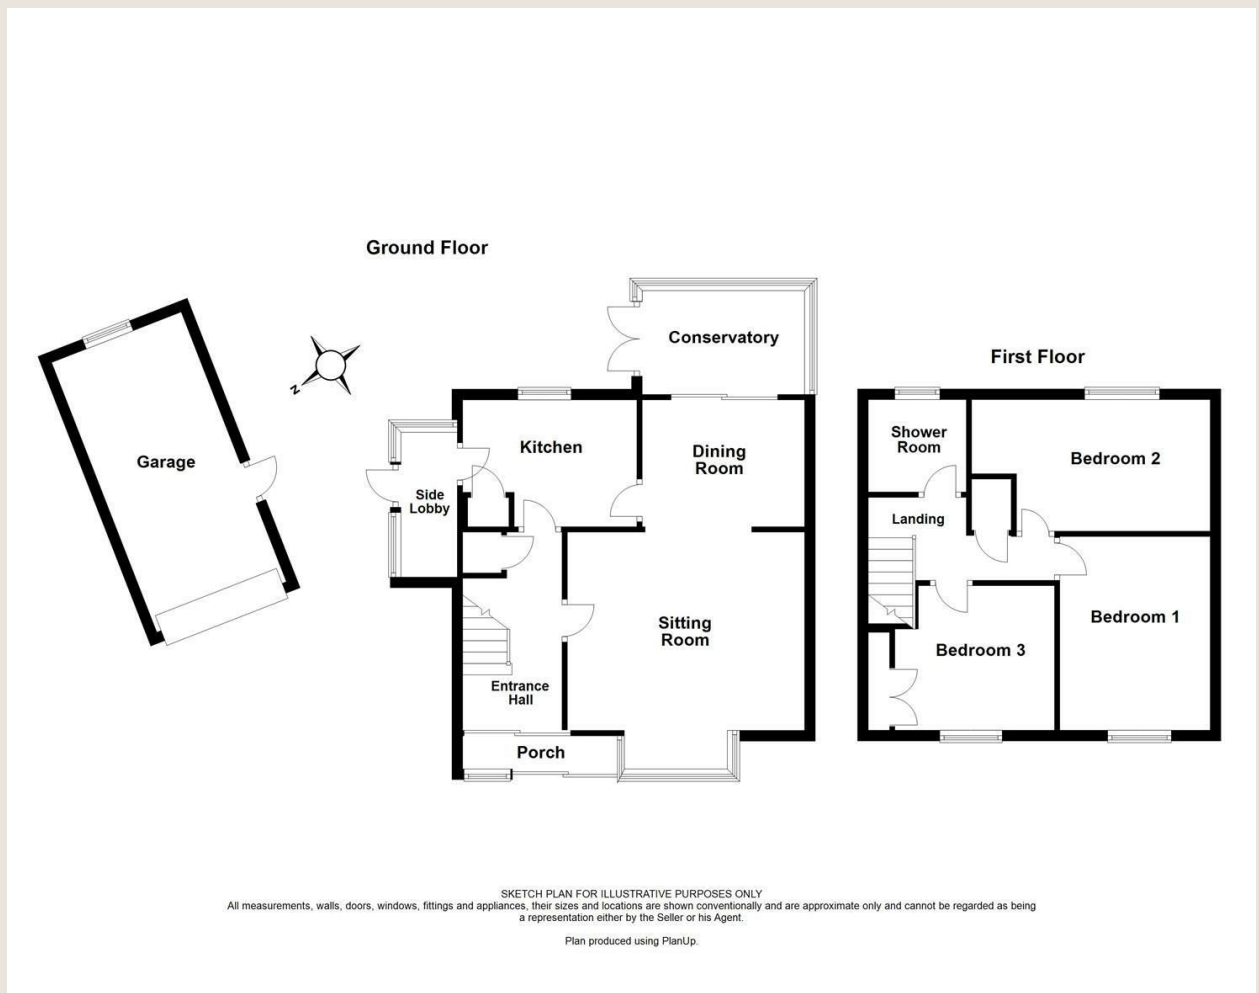 Ground Floor
Conservatory
First Floor
N
Garage
Kitchen
Dining
Room
Side
Lobby
Sitting
Room
Entrance
Hall
Porch
Shower
Room
Bedroom 2
Landing
Bedroom 1
Bedroom 3
SKETCH PLAN FOR ILLUSTRATIVE PURPOSES ONLY
All measurements, walls, doors, windows, fittings and appliances, their sizes and locations are shown conventionally and are approximate only and cannot be regarded as being
a representation either by the Seller or his Agent.
Plan produced using PlanUp.